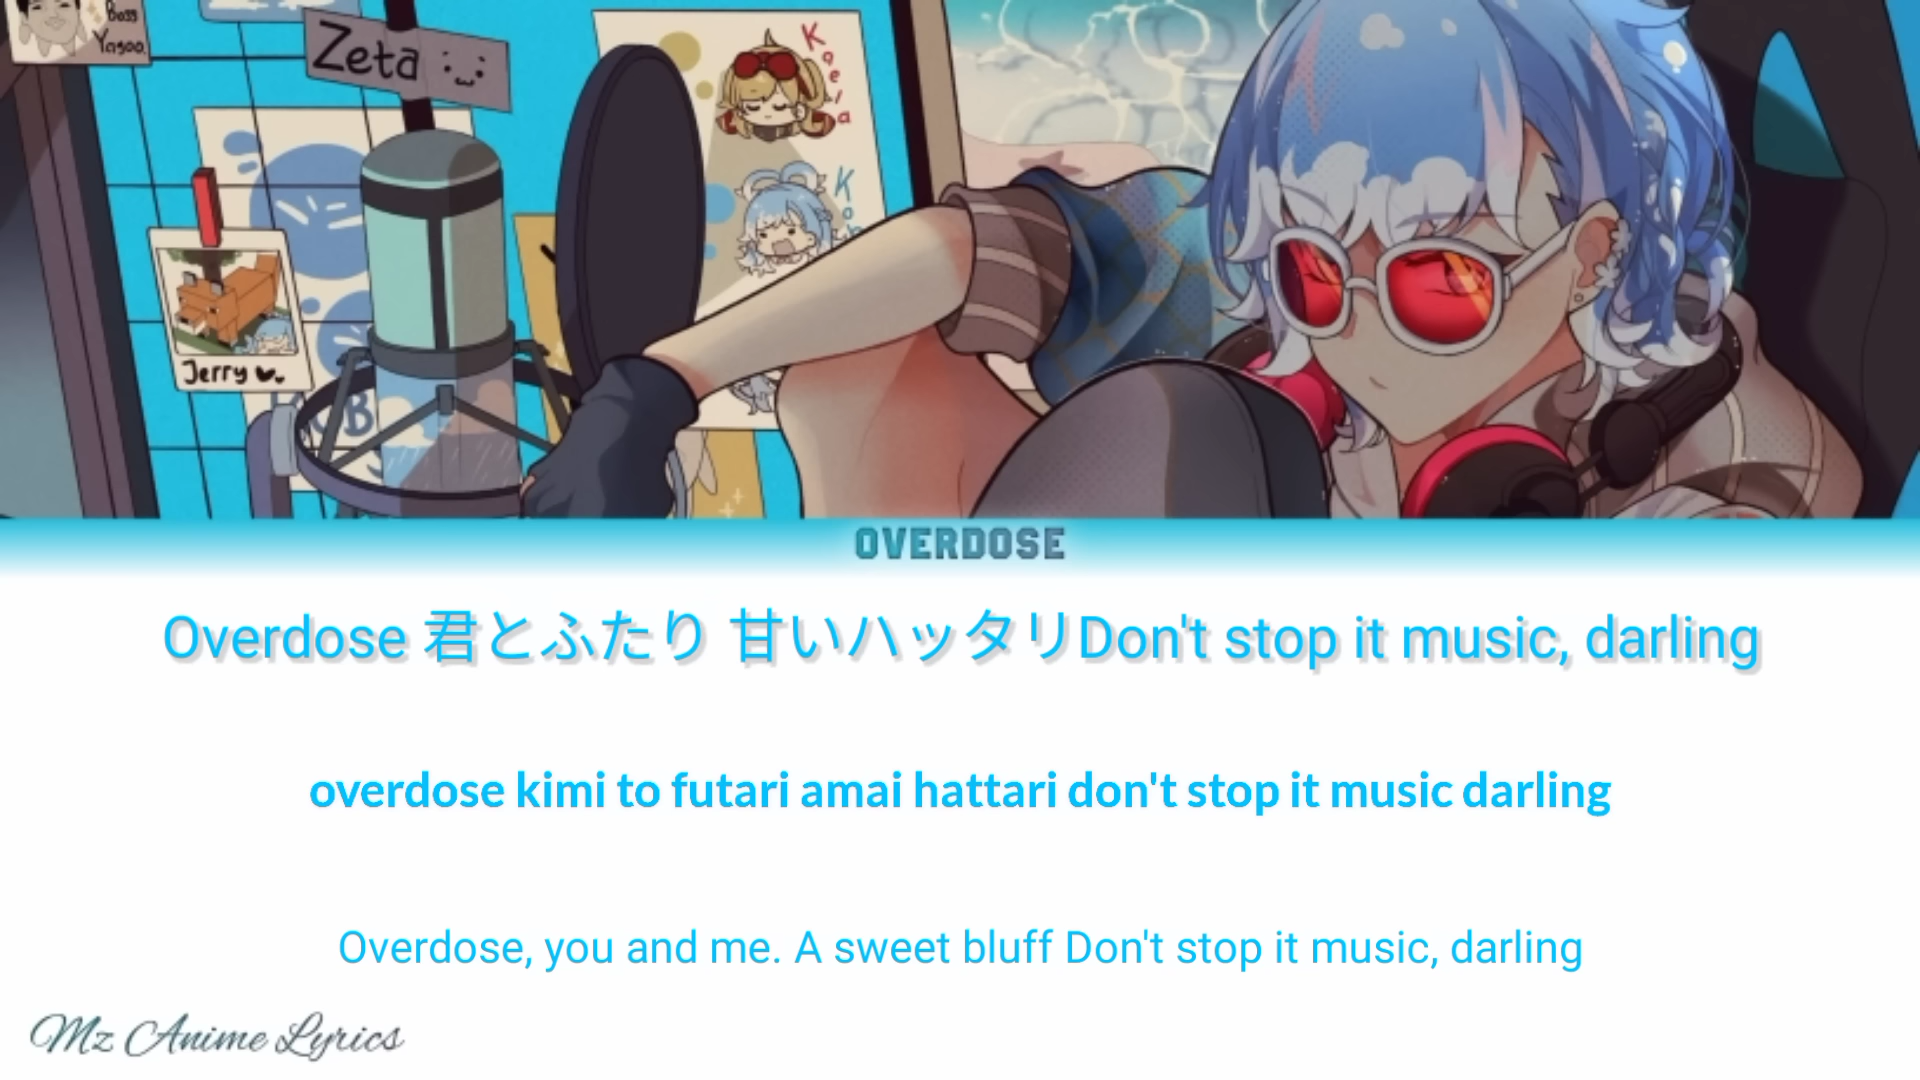 Boss
Yagoo
Zeta
Kaela
Kob
Jerry
OVERDOSE
Overdose 君とふたり 甘いハッタリDon't stop it music, darling
overdose kimi to futari amai hattari don't stop it music darling
Overdose, you and me. A sweet bluff Don't stop it music, darling
Mz Anime Lyrics